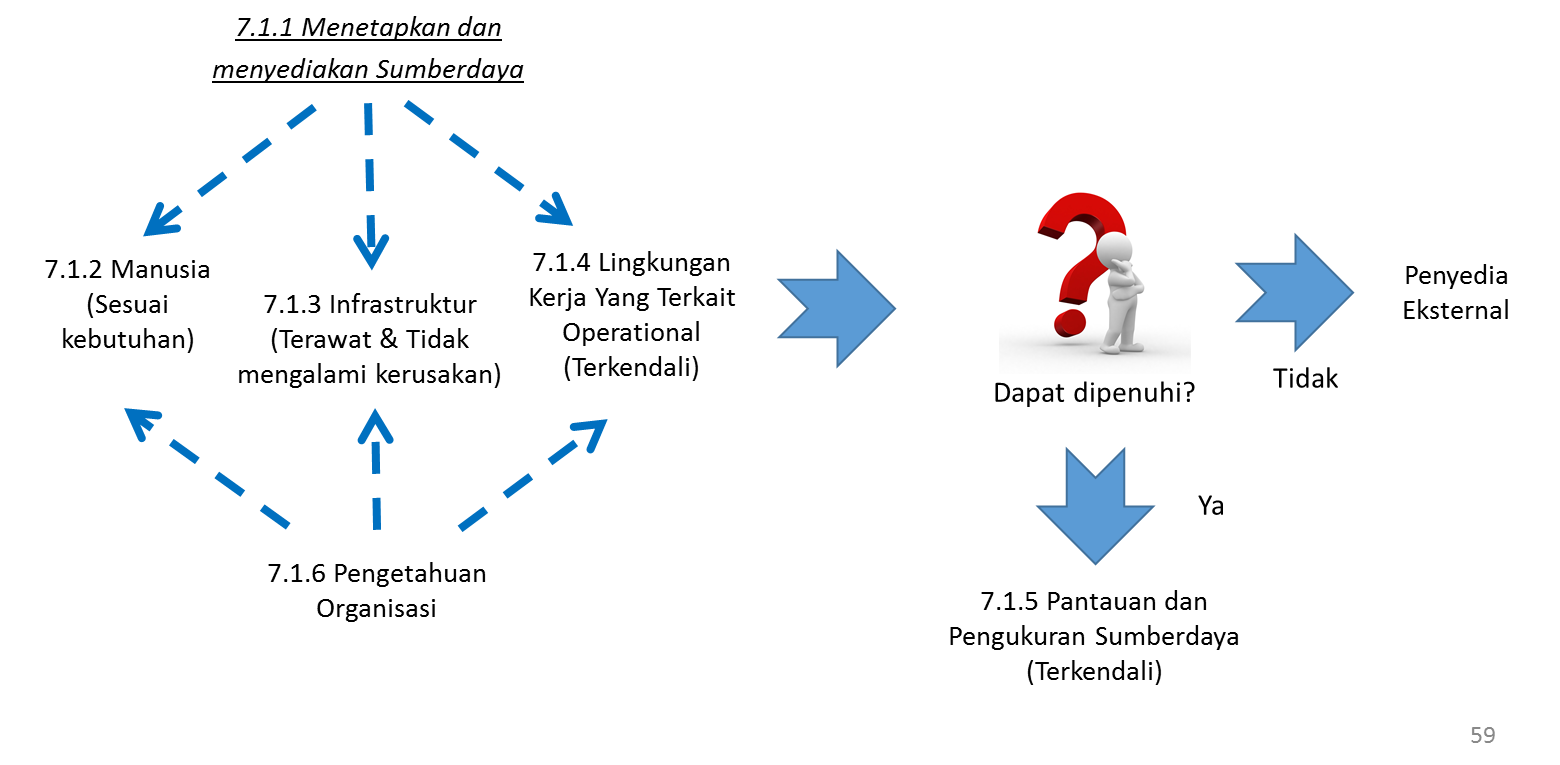 7.1.1 Menetapkan dan
menyediakan Sumberdaya
7.1.2 Manusia
(Sesuai
kebutuhan)
7.1.3 Infrastruktur
(Terawat & Tidak
mengalami kerusakan)
7.1.4 Lingkungan
Kerja Yang Terkait
Operational
(Terkendali)
7.1.6 Pengetahuan
Organisasi
Dapat dipenuhi?
Tidak
Penyedia
Eksternal
Ya
7.1.5 Pantauan dan
Pengukuran Sumberdaya
(Terkendali)
59